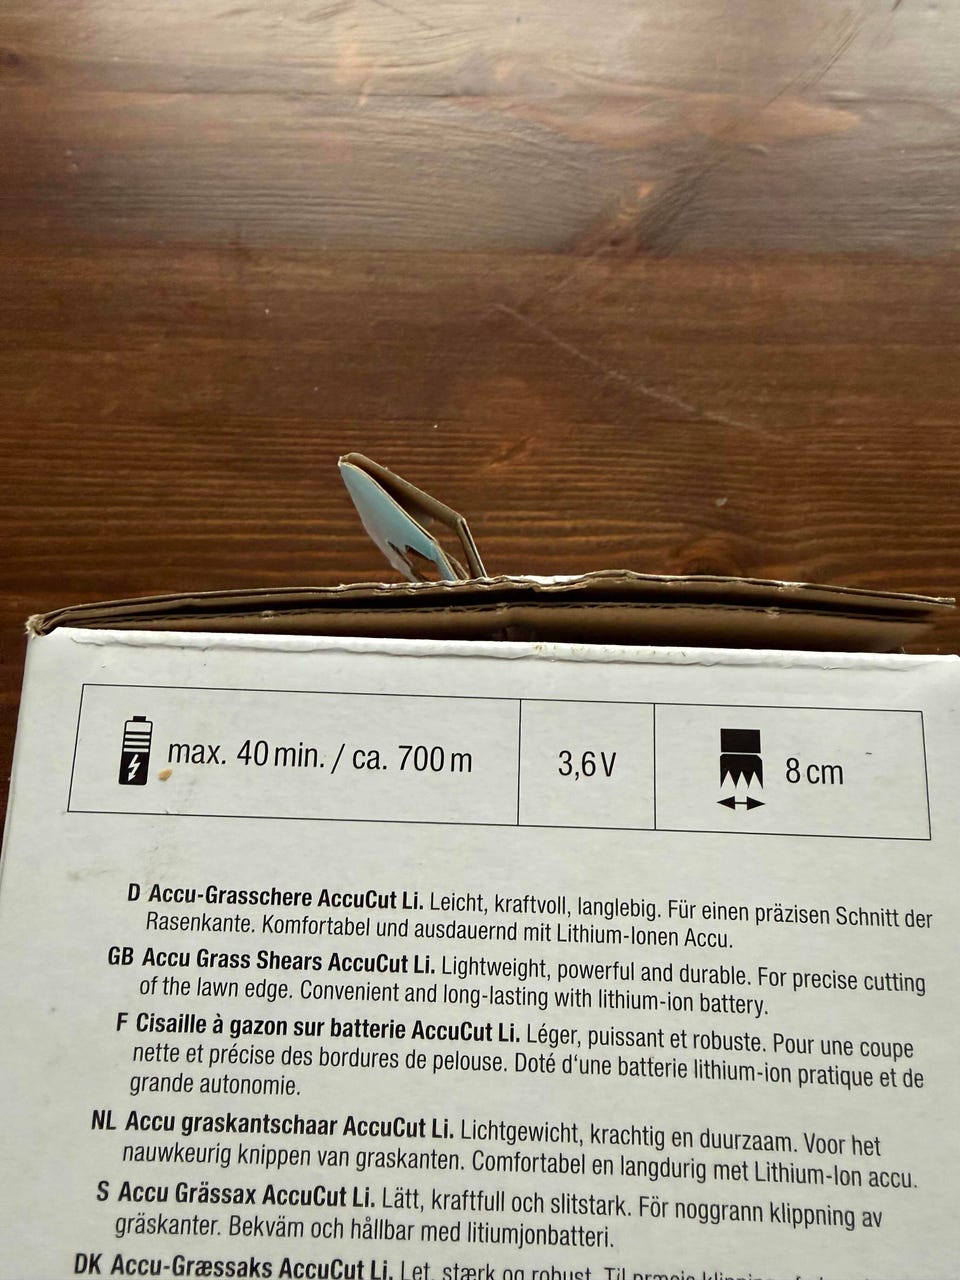 max. 40 min. / ca. 700 m
3,6 V
8 cm
D Accu-Grasschere AccuCut Li. Leicht, kraftvoll, langlebig. Für einen präzisen Schnitt der
Rasenkante. Komfortabel und ausdauernd mit Lithium-Ionen Accu.
GB Accu Grass Shears AccuCut Li. Lightweight, powerful and durable. For precise cutting
of the lawn edge. Convenient and long-lasting with lithium-ion battery.
F Cisaille à gazon sur batterie AccuCut Li. Léger, puissant et robuste. Pour une coupe
nette et précise des bordures de pelouse. Doté d'une batterie lithium-ion pratique et de
grande autonomie.
NL Accu graskantschaar AccuCut Li. Lichtgewicht, krachtig en duurzaam. Voor het
nauwkeurig knippen van graskanten. Comfortabel en langdurig met Lithium-Ion accu.
S Accu Grässax AccuCut Li. Lätt, kraftfull och slitstark. För noggrann klippning av
gräskanter. Bekväm och hållbar med litiumjonbatteri.
DK Accu-Græssaks AccuCut Li. Let, stærk og robust. Til